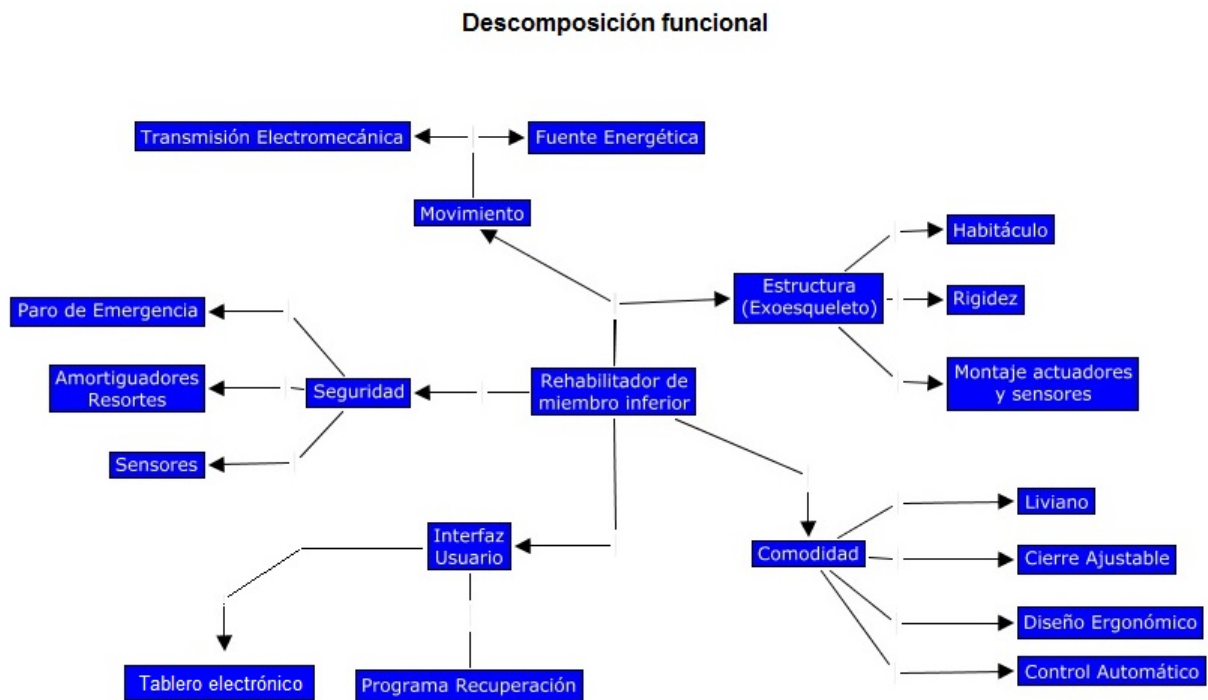 Descomposición funcional
Transmisión Electromecánica
Fuente Energética
Movimiento
Habitáculo
Estructura
(Exoesqueleto)
Rigidez
Paro de Emergencia
Amortiguadores
Resortes
Seguridad
Rehabilitador de
miembro inferior
Montaje actuadores
y sensores
Sensores
Liviano
Interfaz
Usuario
Comodidad
Cierre Ajustable
Diseño Ergonómico
Tablero electrónico
Programa Recuperación
Control Automático